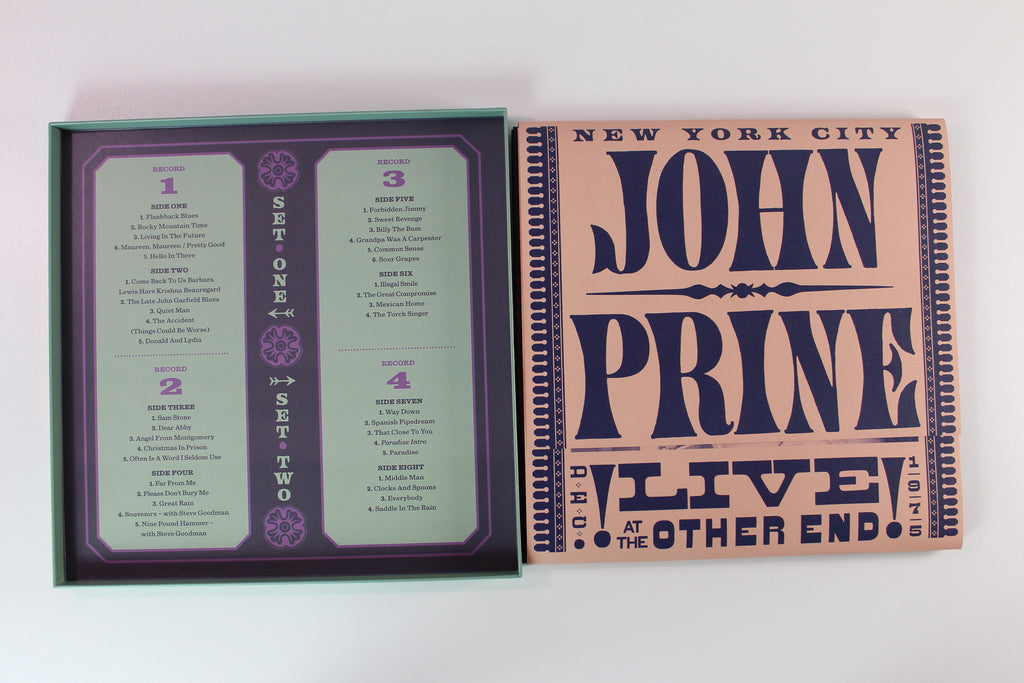 RECORD
1
SIDE ONE
1. Flashback Blues
2. Rocky Mountain Time
3. Living In The Future
4. Maureen, Maureen / Pretty Good
5. Hello In There
SIDE TWO
1. Come Back To Us Barbara
Lewis Hare Krishna Beauregard
2. The Late John Garfield Blues
3. Quiet Man
4. The Accident
(Things Could Be Worse)
5. Donald And Lydia
RECORD
2
SIDE THREE
1. Sam Stone
2. Dear Abby
3. Angel From Montgomery
4. Christmas In Prison
5. Often Is A Word I Seldom Use
SIDE FOUR
1. Far From Me
2. Please Don't Bury Me
3. Great Rain
4. Souvenirs – with Steve Goodman
5. Nine Pound Hammer –
with Steve Goodman
SET • ONE
SET • TWO
RECORD
3
SIDE FIVE
1. Forbidden Jimmy
2. Sweet Revenge
3. Billy The Bum
4. Grandpa Was A Carpenter
5. Common Sense
6. Sour Grapes
SIDE SIX
1. Illegal Smile
2. The Great Compromise
3. Mexican Home
4. The Torch Singer
RECORD
4
SIDE SEVEN
1. Way Down
2. Spanish Pipedream
3. That Close To You
4. Paradise Intro
5. Paradise
SIDE EIGHT
1. Middle Man
2. Clocks And Spoons
3. Everybody
4. Saddle In The Rain
NEW YORK CITY
JOHN
PRINE
DEC.
! LIVE !
AT THE OTHER END
1975